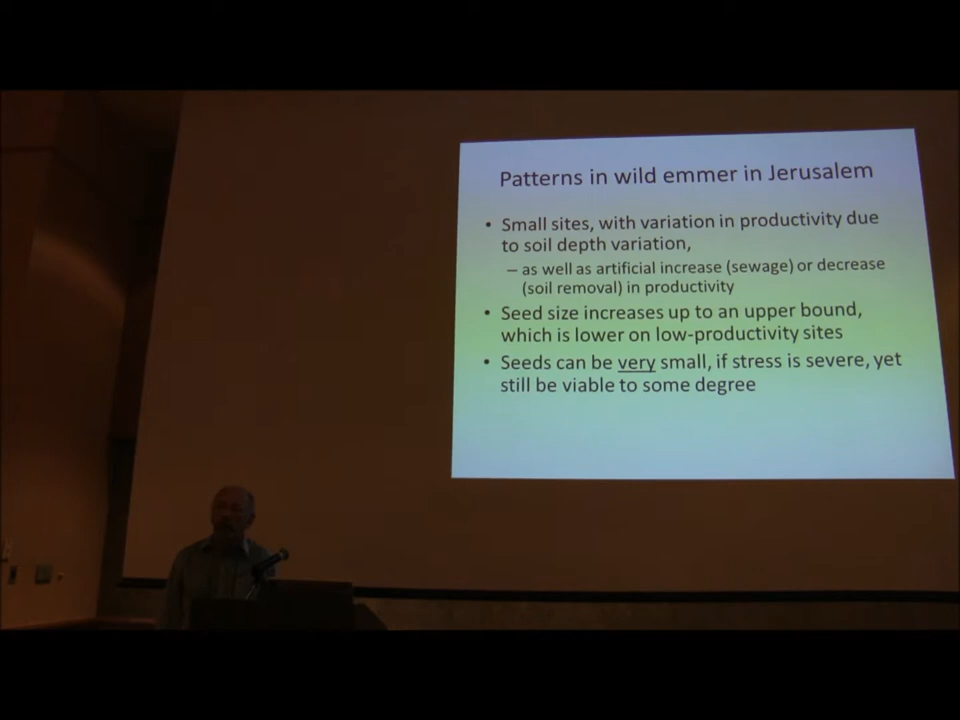 Patterns in wild emmer in Jerusalem
• Small sites, with variation in productivity due
to soil depth variation,
– as well as artificial increase (sewage) or decrease
(soil removal) in productivity
• Seed size increases up to an upper bound,
which is lower on low-productivity sites
• Seeds can be very small, if stress is severe, yet
still be viable to some degree